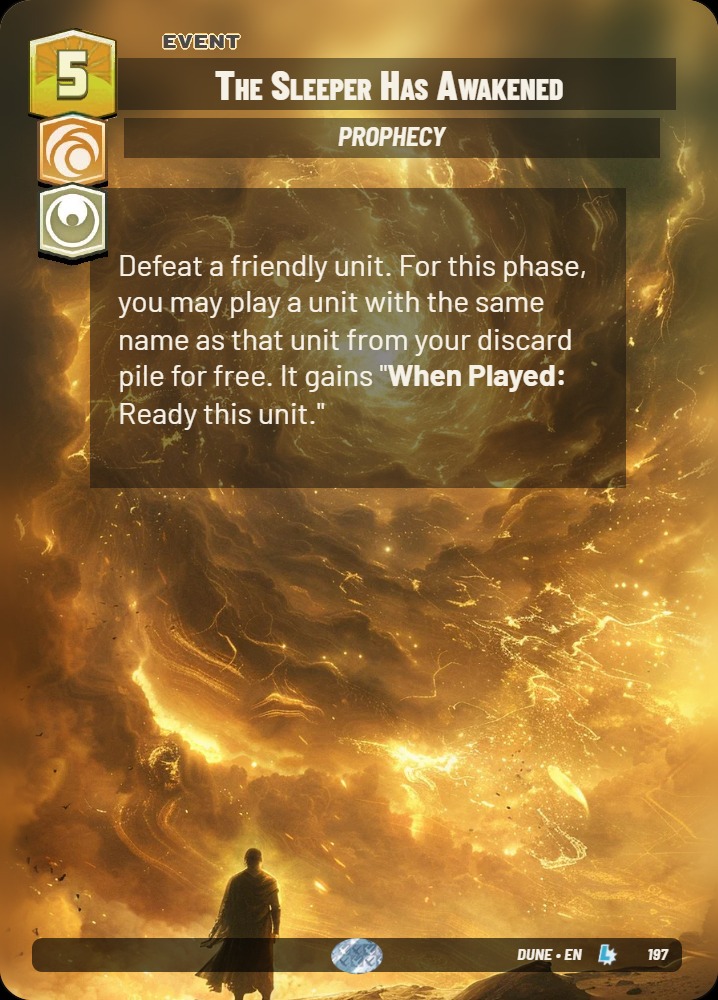 EVENT
5
THE SLEEPER HAS AWAKENED
PROPHECY
Defeat a friendly unit. For this phase,
you may play a unit with the same
name as that unit from your discard
pile for free. It gains "When Played:
Ready this unit."
DUNE • EN L 197